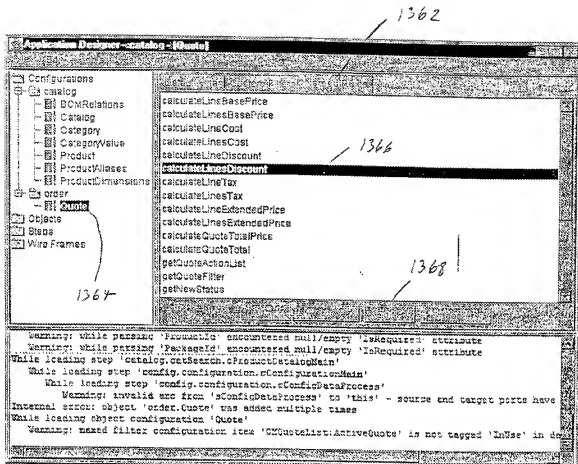 1362
Application Designer - catalog - [Quote]
Configurations
catalog
BCMRelations
Catalog
Category
CategoryValue
Product
ProductAliases
ProductDimensions
order
Quote
Objects
Steps
Wire Frames
1364
calculateLineBasePrice
calculateLinesBasePrice
calculateLineCost
calculateLinesCost
calculateLineDiscount
1366
calculateLinesDiscount
calculateLineTax
calculateLinesTax
calculateLineExtendedPrice
calculateLinesExtendedPrice
calculateQuoteTotalPrice
calculateQuoteTotal
getQuoteActionList
getQuoteFilter
getNewStatus
1368
Warning: while parsing 'ProductId' encountered null/empty 'IsRequired' attribute
Warning: while parsing 'PackageId' encountered null/empty 'IsRequired' attribute
While loading step 'catalog.catSearch.cProductCatalogMain'
While loading step 'config.configuration.cConfigurationMain'
While loading step 'config.configuration.sConfigDataProcess'
Warning: invalid arc from 'sConfigDataProcess' to 'this' - source and target ports have
Internal error: object 'order.Quote' was added multiple times
While loading object configuration 'Quote'
Warning: named filter configuration item 'CMQuoteList:ActiveQuote' is not tagged 'InUse' in de